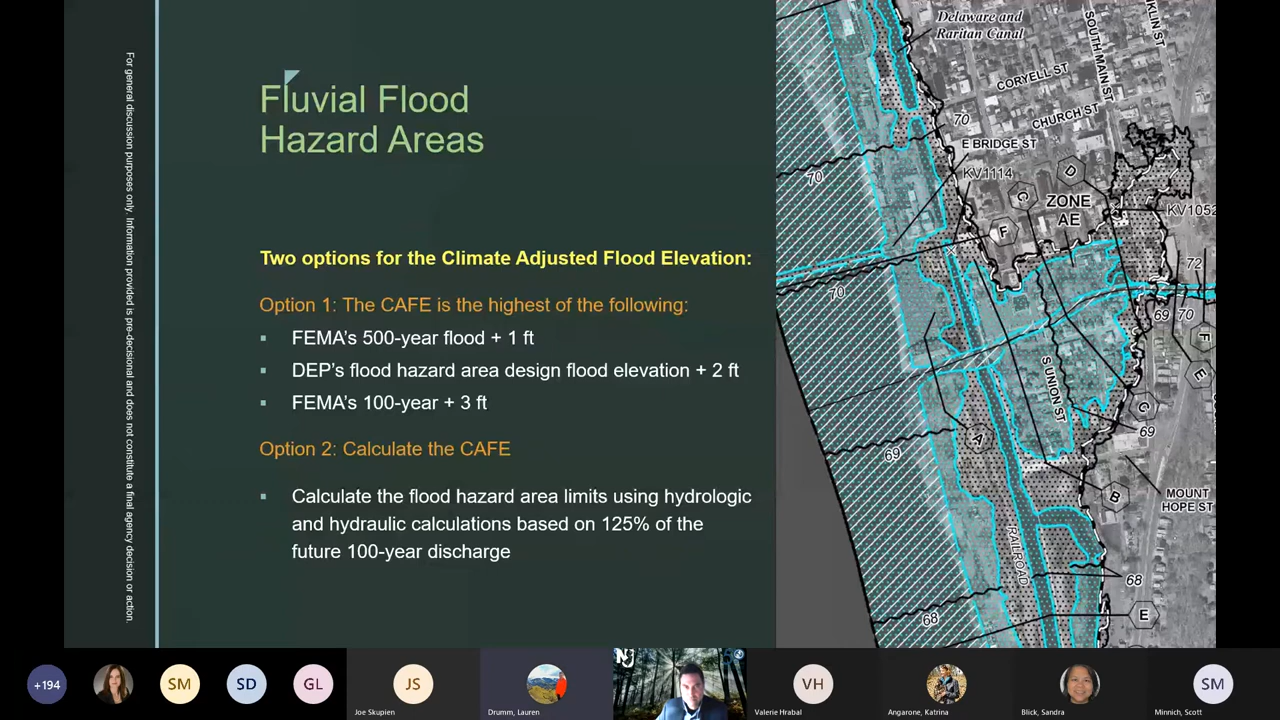 For general discussion purposes only. Information provided is pre-decisional and does not constitute a final agency decision or action.
Fluvial Flood
Hazard Areas
Two options for the Climate Adjusted Flood Elevation:
Option 1: The CAFE is the highest of the following:
▪ FEMA's 500-year flood + 1 ft
▪ DEP's flood hazard area design flood elevation + 2 ft
▪ FEMA's 100-year + 3 ft
Option 2: Calculate the CAFE
▪ Calculate the flood hazard area limits using hydrologic
and hydraulic calculations based on 125% of the
future 100-year discharge
Delaware and
Raritan Canal
CORYELL ST
SOUTH MAIN ST
KLIN ST
CHURCH ST
70
E BRIDGE ST
KV1114
70
D
C
ZONE
AE
F
KV1052
72
70
69
70
F
E
S UNION ST
G
69
69
A
B
MOUNT
HOPE ST
RAILROAD
68
68
E
+194
SM
SD
GL
JS
Joe Skupien
Drumm, Lauren
NJ
VH
Valerie Hrabal
Angarone, Katrina
Blick, Sandra
SM
Minnich, Scott